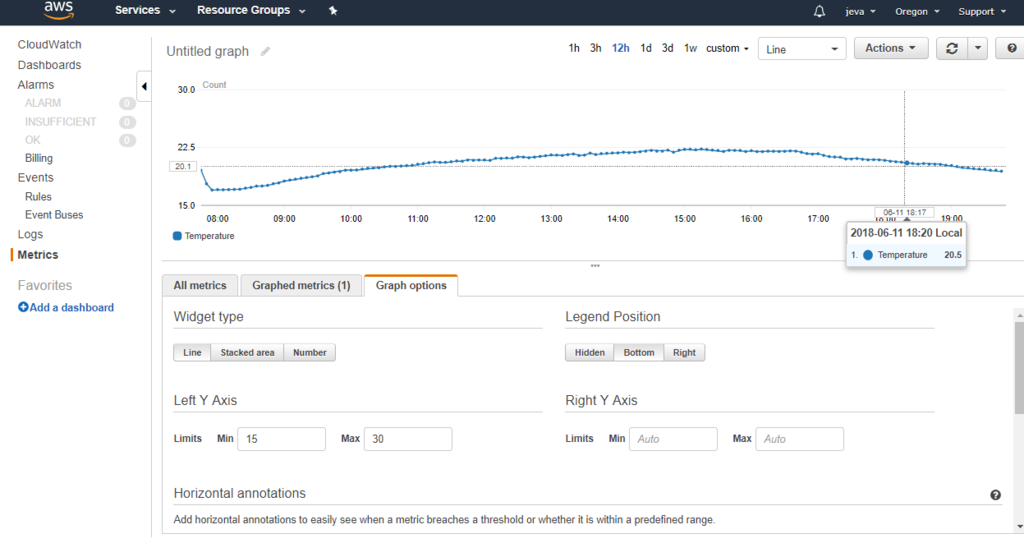 aws
Services Resource Groups jeva Oregon Support
CloudWatch
Dashboards
Alarms
ALARM 0
INSUFFICIENT 0
OK 0
Billing
Events
Rules
Event Buses
Logs
Metrics
Favorites
Add a dashboard
Untitled graph
1h 3h 12h 1d 3d 1w custom Line Actions
Count
30.0
22.5
20.1
15.0
08:00 09:00 10:00 11:00 12:00 13:00 14:00 15:00 16:00 17:00 18:00 19:00
06-11 18:17
Temperature
2018-06-11 18:20 Local
1. Temperature 20.5
All metrics Graphed metrics (1) Graph options
Widget type
Line Stacked area Number
Legend Position
Hidden Bottom Right
Left Y Axis
Limits Min 15 Max 30
Right Y Axis
Limits Min Auto Max Auto
Horizontal annotations
Add horizontal annotations to easily see when a metric breaches a threshold or whether it is within a predefined range.